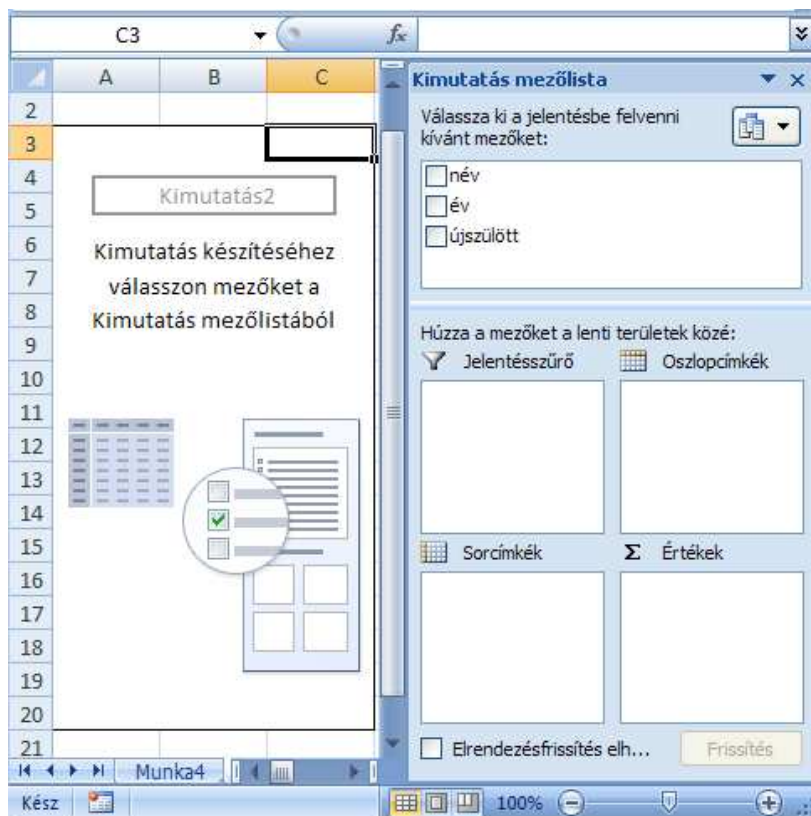 C3
fx
A B C
Kimutatás mezőlista
2
3
4
5
6
7
8
9
10
11
12
13
14
15
16
17
18
19
20
21
Kimutatás2
Kimutatás készítéséhez
válasszon mezőket a
Kimutatás mezőlistából
Válassza ki a jelentésbe felvenni
kívánt mezőket:
név
év
újszülött
Húzza a mezőket a lenti területek közé:
Jelentésszűrő Oszlopcímkék
Sorcímkék Σ Értékek
Elrendezésfrissítés elh... Frissítés
Munka4
Kész 100%